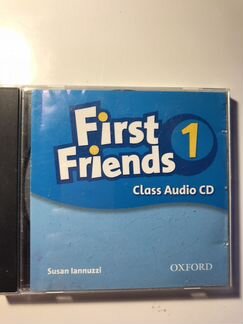 First 1
Friends
Class Audio CD
Susan Iannuzzi
OXFORD